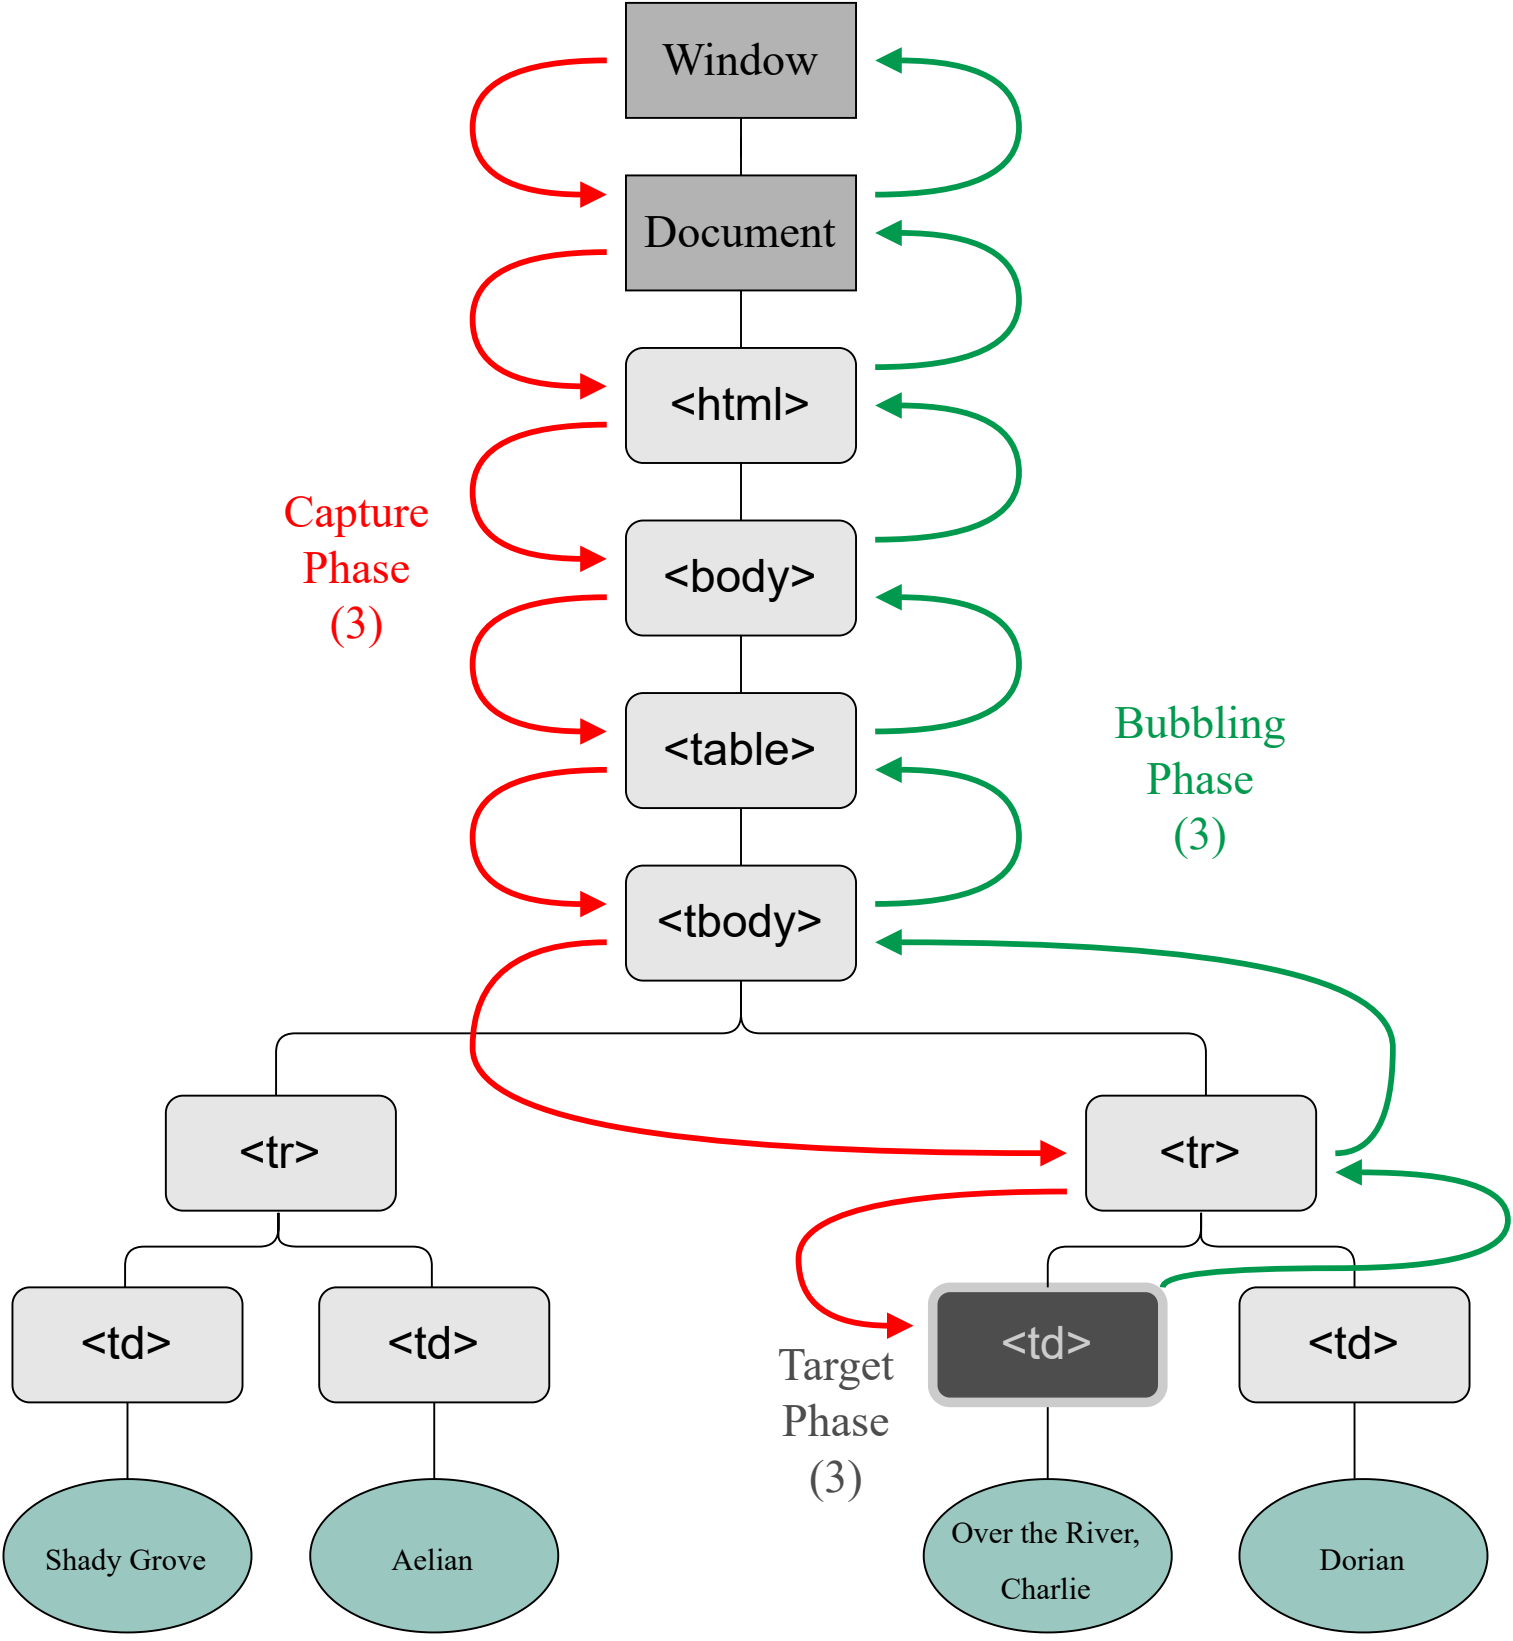 Window
Document
<html>
Capture
Phase
(3)
<body>
<table>
Bubbling
Phase
(3)
<tbody>
<tr>
<tr>
<td>
<td>
<td>
<td>
Target
Phase
(3)
Shady Grove
Aelian
Over the River,
Charlie
Dorian